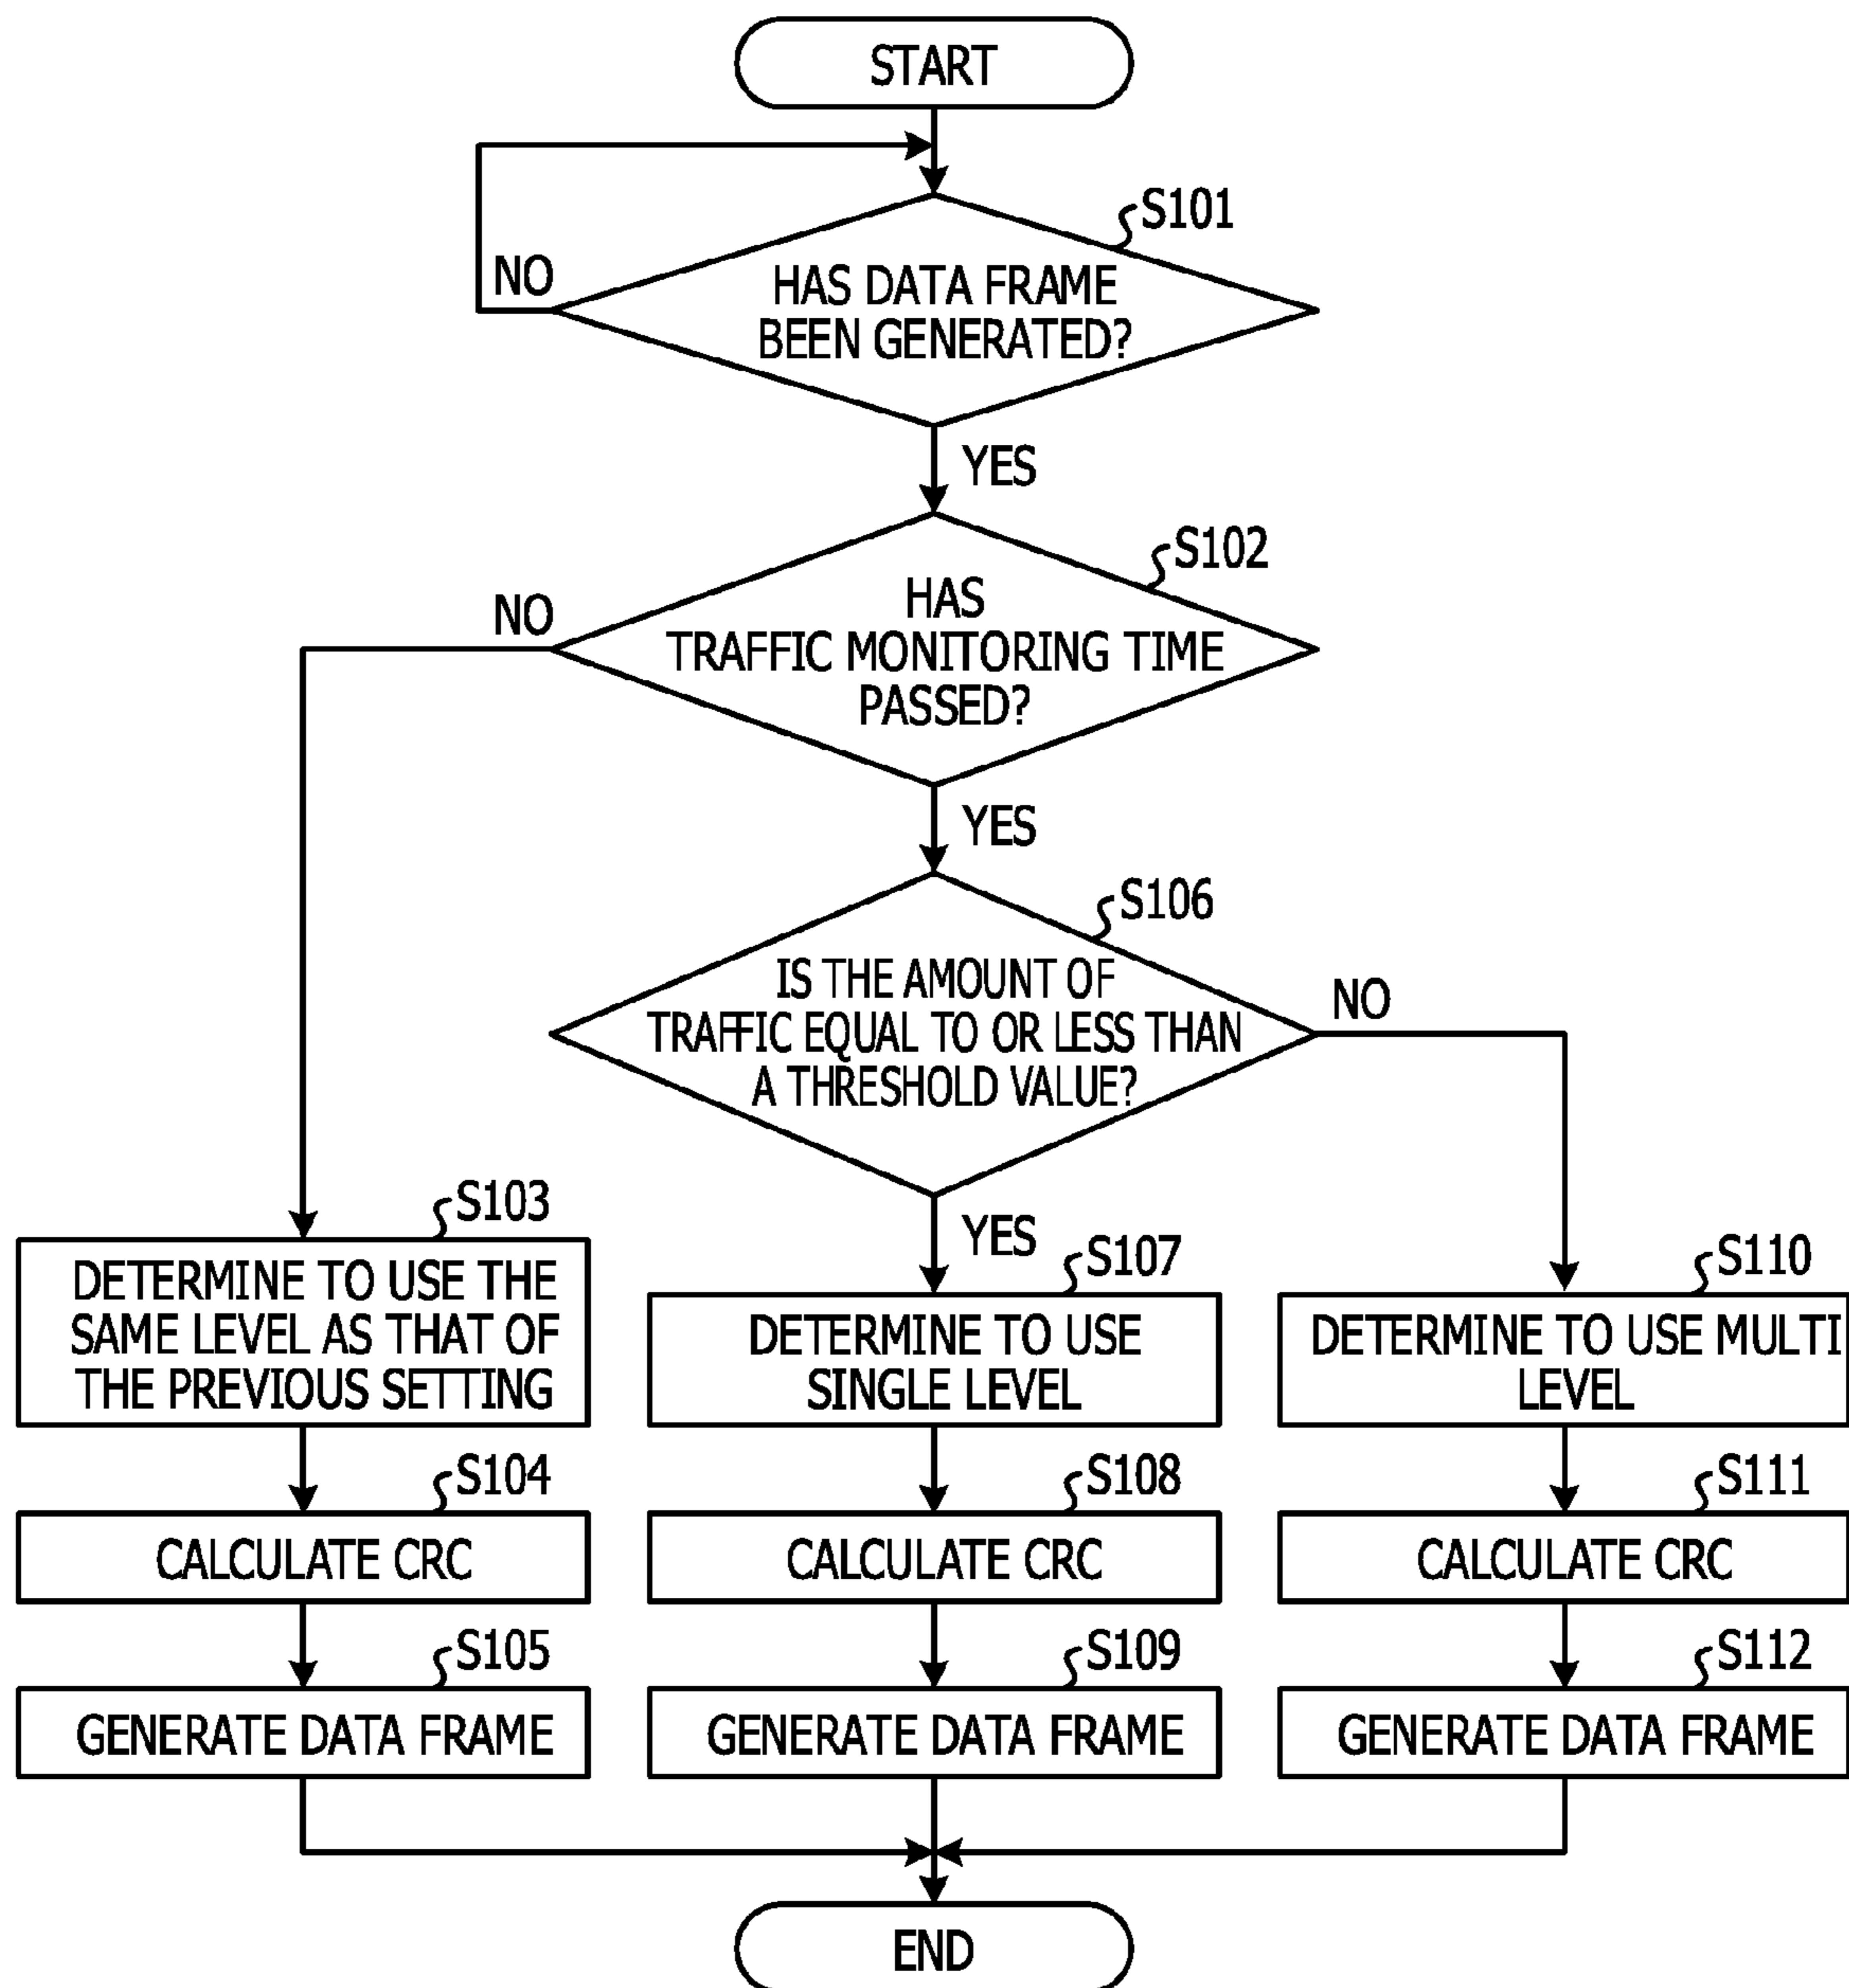 START
S101
NO
HAS DATA FRAME
BEEN GENERATED?
YES
S102
NO
HAS
TRAFFIC MONITORING TIME
PASSED?
YES
S106
IS THE AMOUNT OF
TRAFFIC EQUAL TO OR LESS THAN
A THRESHOLD VALUE?
NO
YES
S103
DETERMINE TO USE THE
SAME LEVEL AS THAT OF
THE PREVIOUS SETTING
S107
DETERMINE TO USE
SINGLE LEVEL
S110
DETERMINE TO USE MULTI
LEVEL
S104
CALCULATE CRC
S108
CALCULATE CRC
S111
CALCULATE CRC
S105
GENERATE DATA FRAME
S109
GENERATE DATA FRAME
S112
GENERATE DATA FRAME
END